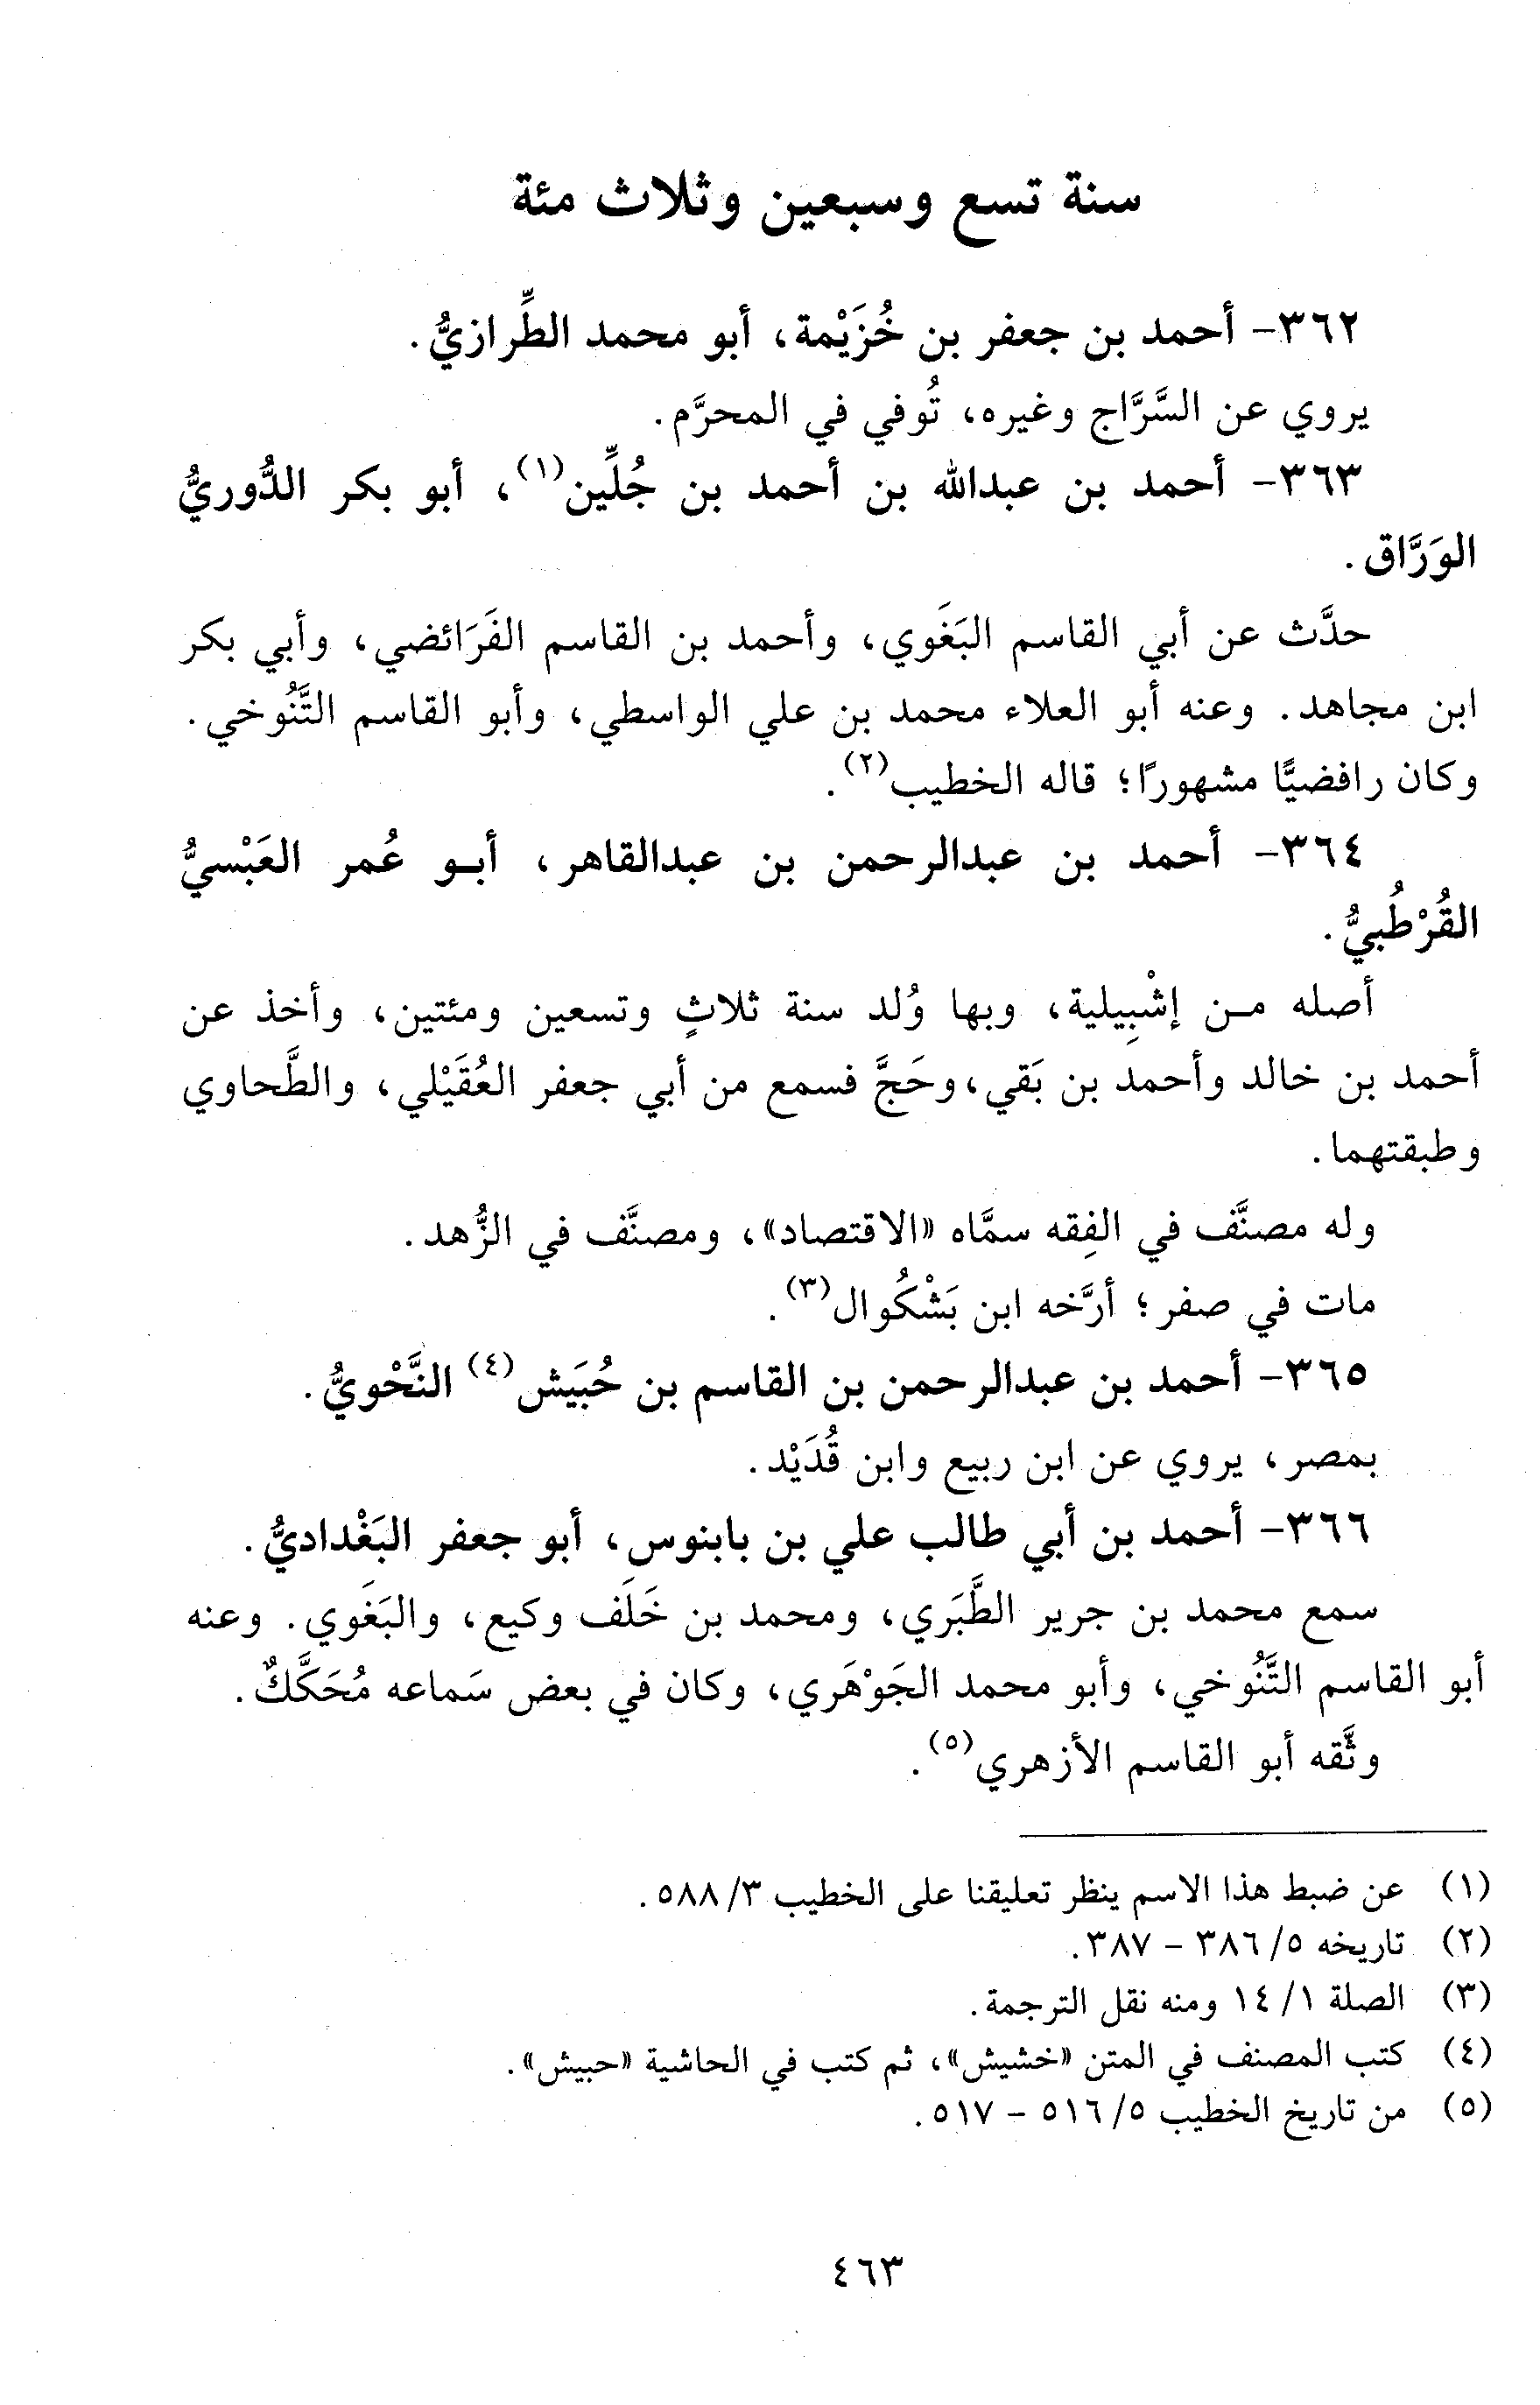 سنة تسع وسبعين وثلاث مئة
٣٦٢- أحمد بن جعفر بن خُزَيْمة، أبو محمد الطِّرازيُّ.
يروي عن السَّرَّاج وغيره، تُوفي في المحرَّم.
٣٦٣- أحمد بن عبدالله بن أحمد بن جُلِّين(١)، أبو بكر الدُّوريُّ
الوَرَّاق.
حدَّث عن أبي القاسم البَغَوي، وأحمد بن القاسم الفَرَائضي، وأبي بكر
ابن مجاهد. وعنه أبو العلاء محمد بن علي الواسطي، وأبو القاسم التَّنُوخي.
وكان رافضيًّا مشهورًا؛ قاله الخطيب(٢).
٣٦٤- أحمد بن عبدالرحمن بن عبدالقاهر، أبو عُمر العَبْسيُّ
القُرْطُبيُّ.
أصله من إشْبِيلية، وبها وُلد سنة ثلاثٍ وتسعين ومئتين، وأخذ عن
أحمد بن خالد وأحمد بن بَقي، وحَجَّ فسمع من أبي جعفر العُقَيْلي، والطَّحاوي
وطبقتهما.
وله مصنَّف في الفِقه سمَّاه «الاقتصاد»، ومصنَّف في الزُّهد.
مات في صفر؛ أرَّخه ابن بَشْكُوال(٣).
٣٦٥- أحمد بن عبدالرحمن بن القاسم بن حُبَيش(٤) النَّحْويُّ.
بمصر، يروي عن ابن ربيع وابن قُدَيْد.
٣٦٦- أحمد بن أبي طالب علي بن بابنوس، أبو جعفر البَغْداديُّ.
سمع محمد بن جرير الطَّبَري، ومحمد بن خَلَف وكيع، والبَغَوي. وعنه
أبو القاسم التَّنُوخي، وأبو محمد الجَوْهَري، وكان في بعض سَماعه مُحَكَّكٌ.
وثَّقه أبو القاسم الأزهري(٥).
(١) عن ضبط هذا الاسم ينظر تعليقنا على الخطيب ٣/ ٥٨٨.
(٢) تاريخه ٥/ ٣٨٦ - ٣٨٧.
(٣) الصلة ١/ ١٤ ومنه نقل الترجمة.
(٤) كتب المصنف في المتن «خشيش»، ثم كتب في الحاشية «حبيش».
(٥) من تاريخ الخطيب ٥/ ٥١٦ - ٥١٧.
٤٦٣